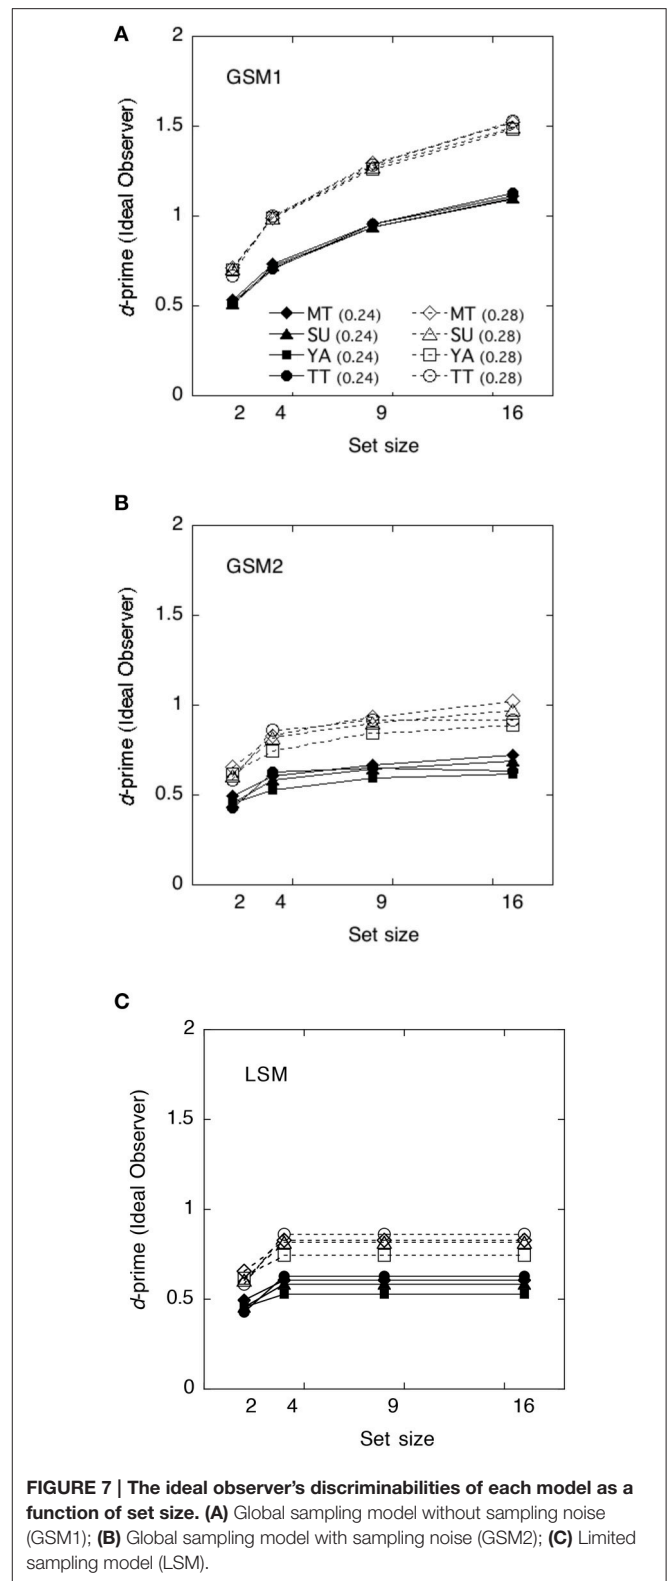 A
2
1.5
1
0.5
0
d-prime (Ideal Observer)
GSM1
MT (0.24) MT (0.28)
SU (0.24) SU (0.28)
YA (0.24) YA (0.28)
TT (0.24) TT (0.28)
2 4 9 16
Set size
B
2
1.5
1
0.5
0
d-prime (Ideal Observer)
GSM2
2 4 9 16
Set size
C
2
1.5
1
0.5
0
d-prime (Ideal Observer)
LSM
2 4 9 16
Set size
FIGURE 7 | The ideal observer's discriminabilities of each model as a
function of set size. (A) Global sampling model without sampling noise
(GSM1); (B) Global sampling model with sampling noise (GSM2); (C) Limited
sampling model (LSM).